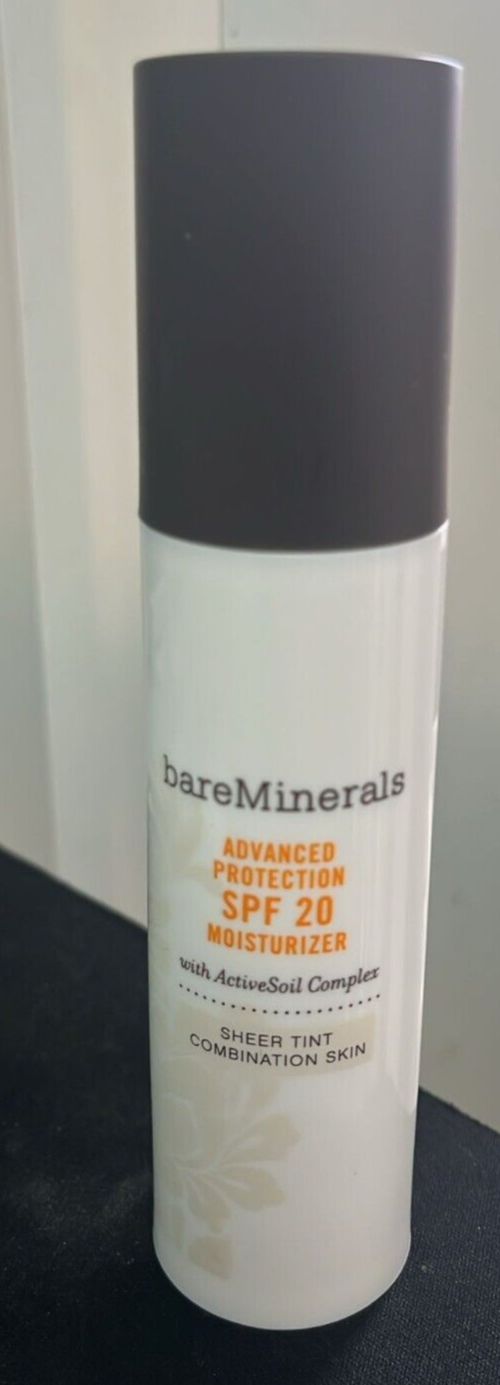 bareMinerals
ADVANCED
PROTECTION
SPF 20
MOISTURIZER
with ActiveSoil Complex
SHEER TINT
COMBINATION SKIN